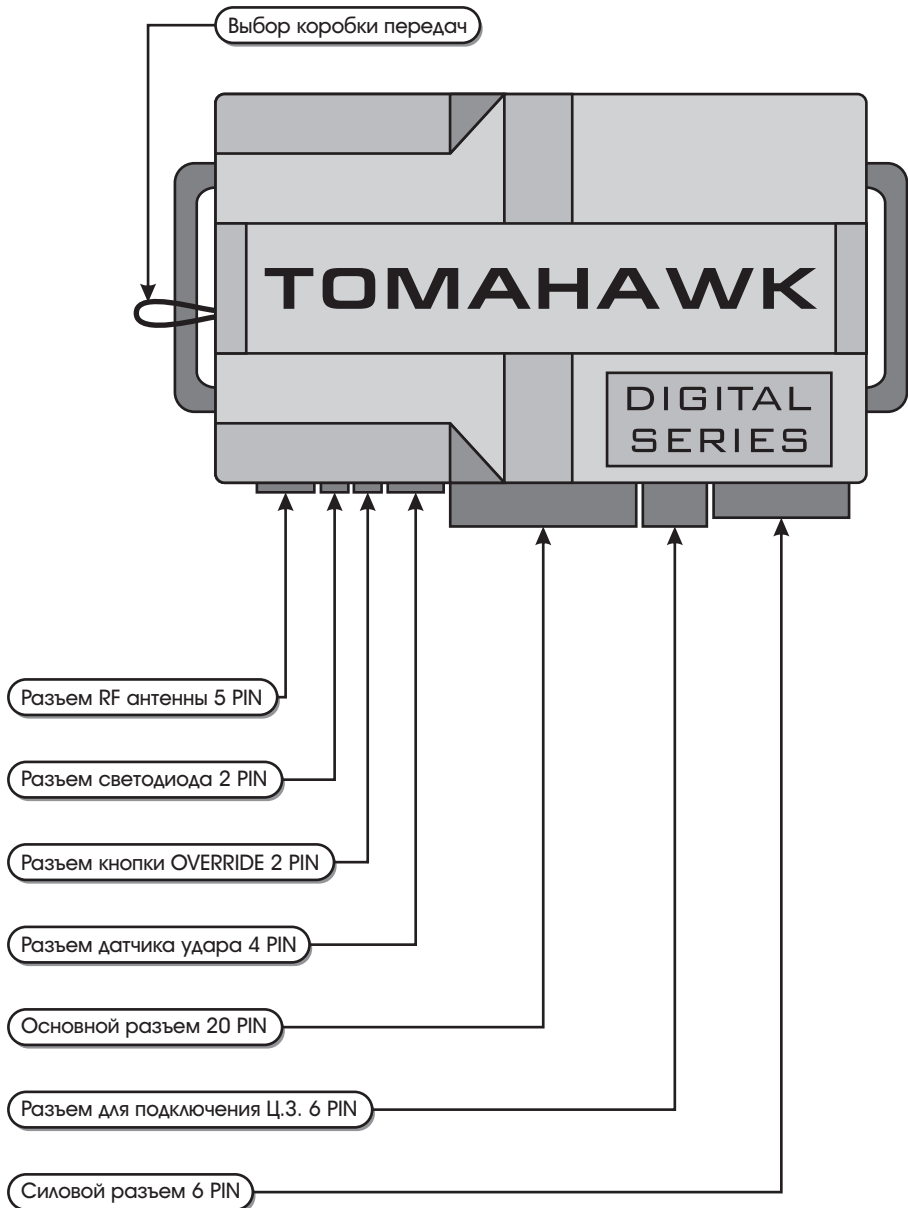 Выбор коробки передач
TOMAHAWK
DIGITAL
SERIES
Разъем RF антенны 5 PIN
Разъем светодиода 2 PIN
Разъем кнопки OVERRIDE 2 PIN
Разъем датчика удара 4 PIN
Основной разъем 20 PIN
Разъем для подключения Ц.З. 6 PIN
Силовой разъем 6 PIN